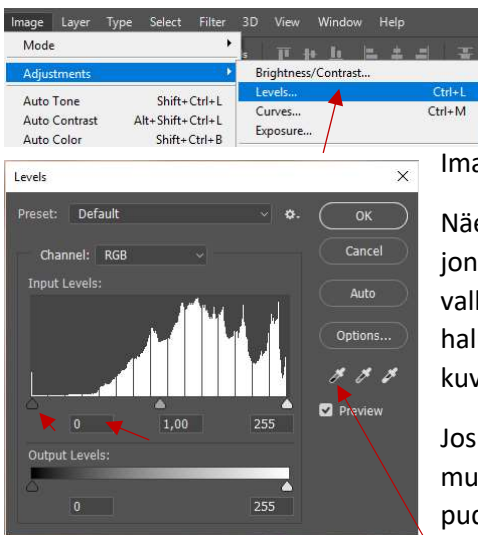 Image Layer Type Select Filter 3D View Window Help
Mode
Adjustments
Brightness/Contrast...
Levels... Ctrl+L
Auto Tone Shift+Ctrl+L
Curves... Ctrl+M
Auto Contrast Alt+Shift+Ctrl+L
Exposure...
Auto Color Shift+Ctrl+B
Levels
Preset: Default
OK
Channel: RGB
Cancel
Input Levels:
Auto
Options...
Preview
0 1,00 255
Output Levels:
0 255
Ima
Näe
jon
vall
hal
kuv
Jos
mu